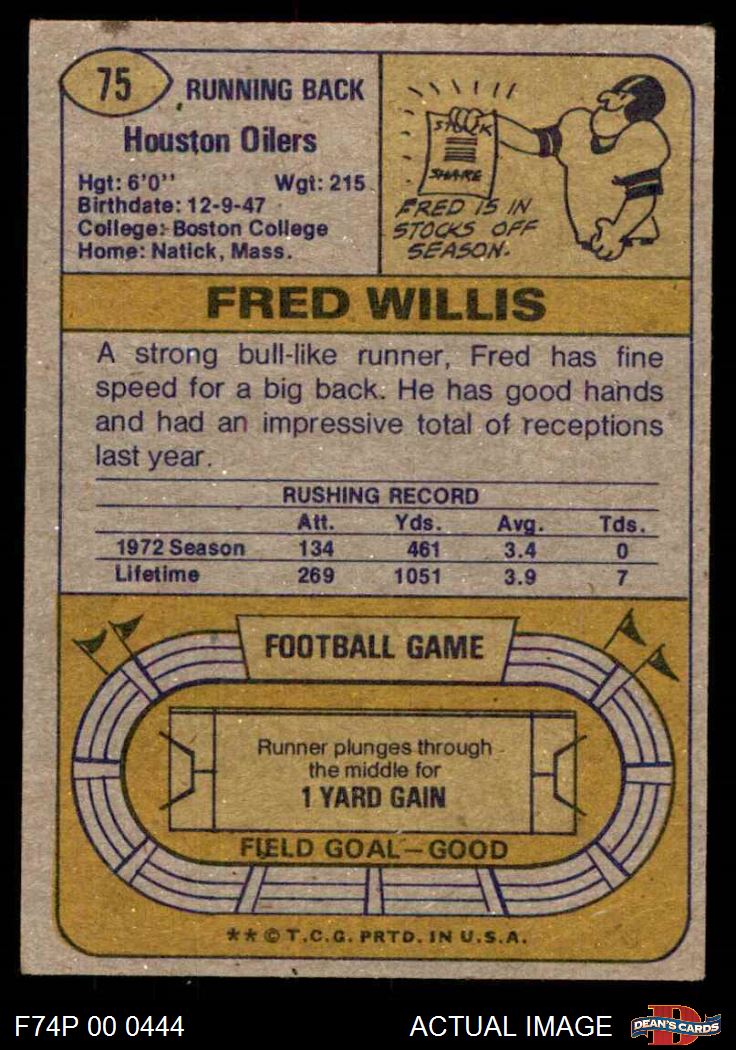 75
RUNNING BACK
Houston Oilers
Hgt: 6'0'' Wgt: 215
Birthdate: 12-9-47
College: Boston College
Home: Natick, Mass.
STOCK
SHARE
FRED IS IN
STOCKS OFF
SEASON.
FRED WILLIS
A strong bull-like runner, Fred has fine
speed for a big back. He has good hands
and had an impressive total of receptions
last year.
RUSHING RECORD
Att. Yds. Avg. Tds.
1972 Season 134 461 3.4 0
Lifetime 269 1051 3.9 7
FOOTBALL GAME
Runner plunges through
the middle for
1 YARD GAIN
FIELD GOAL—GOOD
** © T.C.G. PRTD. IN U.S.A.
F74P 00 0444 ACTUAL IMAGE
DEAN'S CARDS